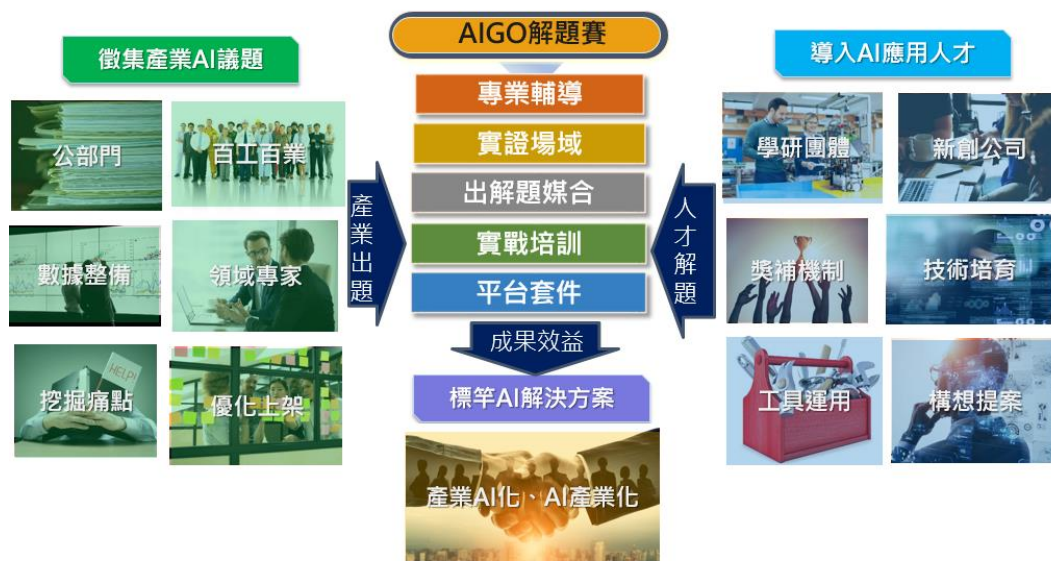 徵集產業AI議題
公部門
百工百業
數據整備
領域專家
挖掘痛點
HELP!
優化上架
產業出題
AIGO解題賽
專業輔導
實證場域
出解題媒合
實戰培訓
平台套件
成果效益
標竿AI解決方案
產業AI化、AI產業化
人才解題
導入AI應用人才
學研團體
新創公司
獎補機制
技術培育
工具運用
構想提案